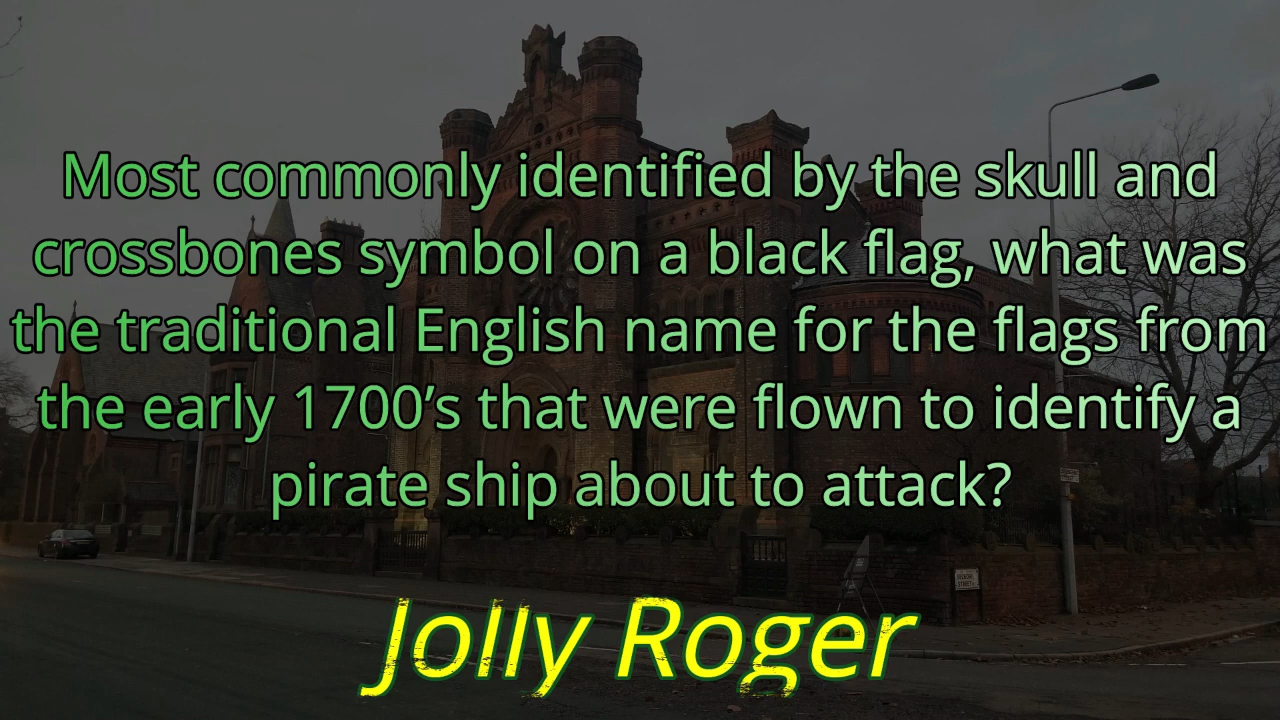 Most commonly identified by the skull and
crossbones symbol on a black flag, what was
the traditional English name for the flags from
the early 1700’s that were flown to identify a
pirate ship about to attack?
Jolly Roger